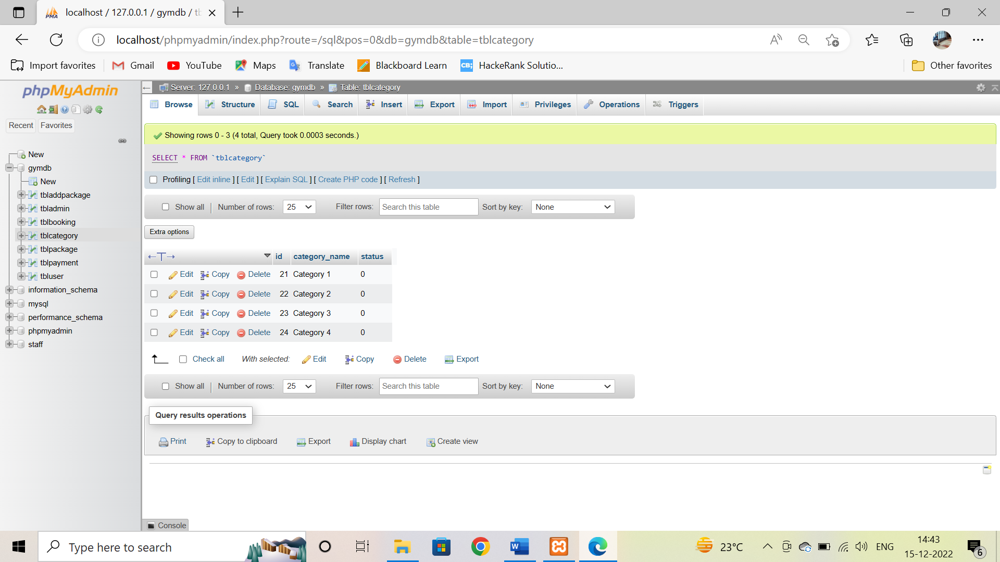 localhost / 127.0.0.1 / gymdb / tb
localhost/phpmyadmin/index.php?route=/sql&pos=0&db=gymdb&table=tblcategory
Import favorites Gmail YouTube Maps Translate Blackboard Learn HackeRank Solutio... Other favorites
phpMyAdmin
Recent Favorites
New
gymdb
New
tbladdpackage
tbladmin
tblbooking
tblcategory
tblpackage
tblpayment
tbluser
information_schema
mysql
performance_schema
phpmyadmin
staff
Server: 127.0.0.1 » Database: gymdb » Table: tblcategory
Browse Structure SQL Search Insert Export Import Privileges Operations Triggers
Showing rows 0 - 3 (4 total, Query took 0.0003 seconds.)
SELECT * FROM `tblcategory`
Profiling [ Edit inline ] [ Edit ] [ Explain SQL ] [ Create PHP code ] [ Refresh ]
Show all | Number of rows: 25 Filter rows: Search this table Sort by key: None
Extra options
←T→ id category_name status
Edit Copy Delete 21 Category 1 0
Edit Copy Delete 22 Category 2 0
Edit Copy Delete 23 Category 3 0
Edit Copy Delete 24 Category 4 0
Check all With selected: Edit Copy Delete Export
Show all | Number of rows: 25 Filter rows: Search this table Sort by key: None
Query results operations
Print Copy to clipboard Export Display chart Create view
Console
Type here to search
23°C ENG
14:43
15-12-2022
6